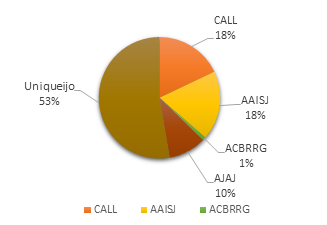 CALL
18%
AAISJ
18%
ACBRRG
1%
AJAJ
10%
Uniqueijo
53%
CALL AAISJ ACBRRG